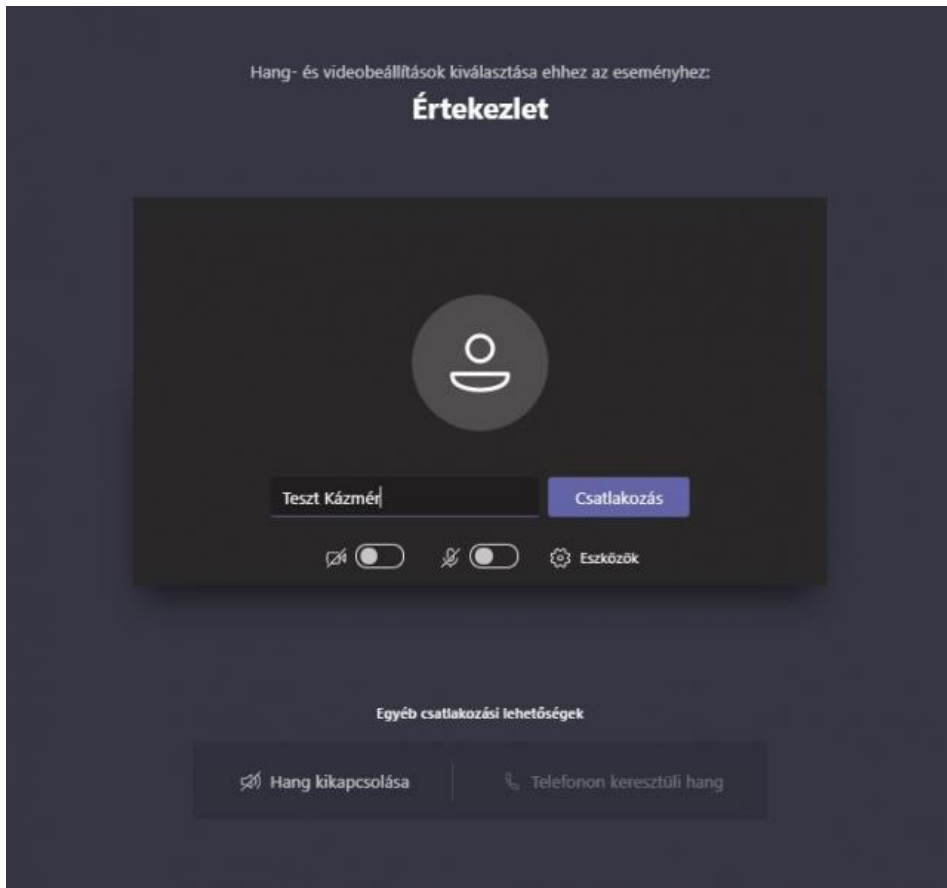 Hang- és videobeállítások kiválasztása ehhez az eseményhez:
Értekezlet
Teszt Kázmér
Csatlakozás
Eszközök
Egyéb csatlakozási lehetőségek
Hang kikapcsolása
Telefonon keresztüli hang